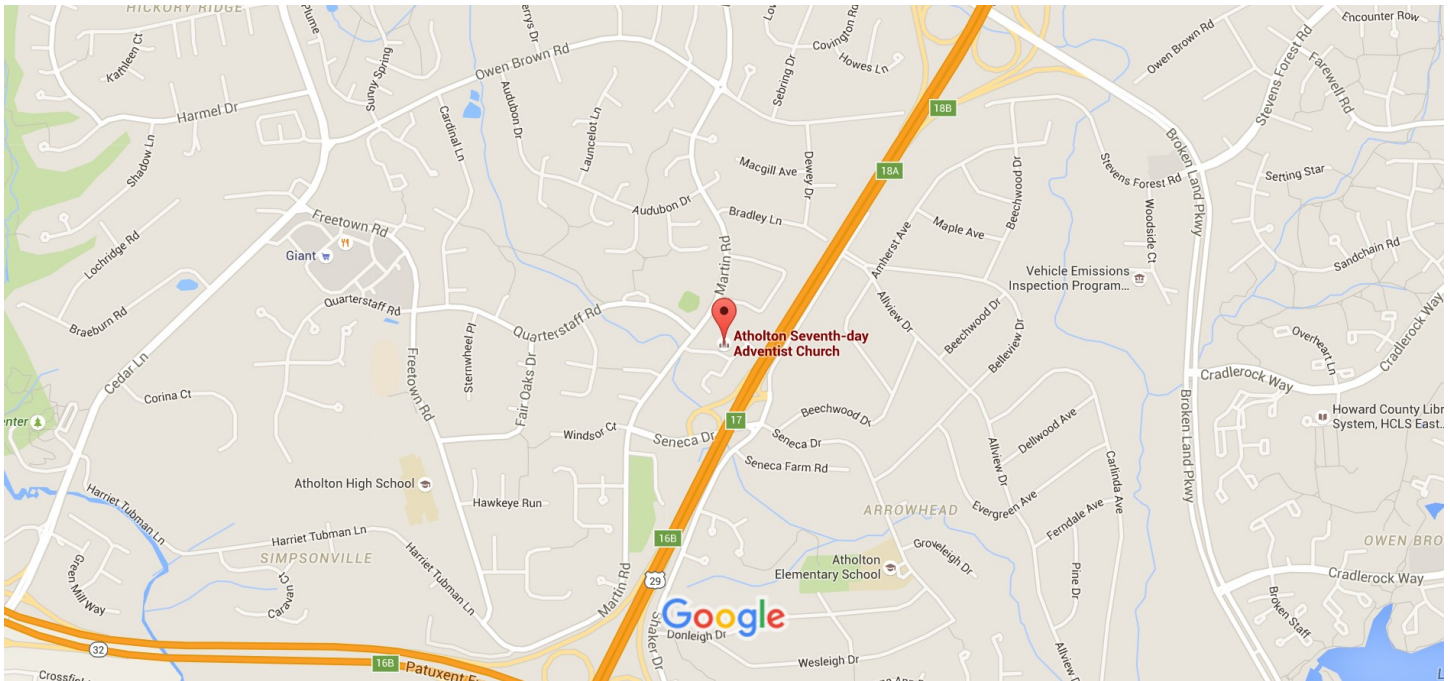 HICKORY RIDGE
Plume
Kathleen Ct
Sunny Spring
Harmel Dr
Owen Brown Rd
Audubon Dr
Cardinal Ln
Launcelot Ln
Sebring Dr
Covington Rd
Howes Ln
18B
18A
Encounter Row
Owen Brown Rd
Stevens Forest Rd
Farewell Rd
Broken Land Pkwy
Stevens Forest Rd
Setting Star
Woodside Ct
Sandchain Rd
Shadow Ln
Lochridge Rd
Braeburn Rd
Freetown Rd
Giant
Audubon Dr
Macgill Ave
Dewey Dr
Bradley Ln
Martin Rd
Beechwood Dr
Maple Ave
Amherst Ave
Vehicle Emissions
Inspection Program...
Allview Dr
Beechwood Dr
Belleview Dr
Quarterstaff Rd
Quarterstaff Rd
Sternwheel Pl
Fair Oaks Dr
Freetown Rd
Cedar Ln
Corina Ct
Atholton Seventh-day
Adventist Church
17
Windsor Ct
Seneca Dr
Beechwood Dr
Seneca Dr
Seneca Farm Rd
Overheart Ln
Cradlerock Way
Cradlerock Way
Broken Land Pkwy
Howard County Libr
System, HCLS East...
Dellwood Ave
Allview Dr
Carlinda Ave
Evergreen Ave
Ferndale Ave
Atholton High School
Hawkeye Run
Harriet Tubman Ln
Harriet Tubman Ln
Harriet Tubman Ln
SIMPSONVILLE
Green Mill Way
Caravan Ct
Martin Rd
16B
29
Google
Shaker Dr
Donleigh Dr
Wesleigh Dr
ARROWHEAD
Atholton
Elementary School
Groveleigh Dr
Pine Dr
Allview Dr
OWEN BRO
Cradlerock Way
Broken Staff
32
16B